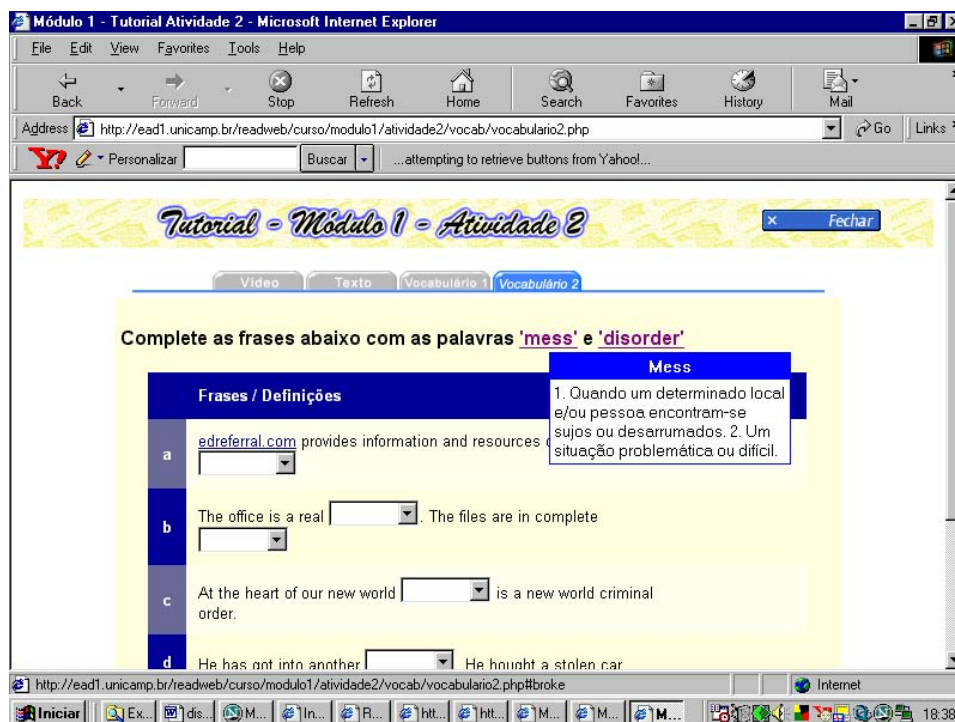 Módulo 1 - Tutorial Atividade 2 - Microsoft Internet Explorer
File Edit View Favorites Tools Help
Back Forward Stop Refresh Home Search Favorites History Mail
Address http://ead1.unicamp.br/readweb/curso/modulo1/atividade2/vocab/vocabulario2.php Go Links
Y! Personalizar Buscar ...attempting to retrieve buttons from Yahoo!...
Tutorial - Módulo 1 - Atividade 2
× Fechar
Vídeo Texto Vocabulário 1 Vocabulário 2
Complete as frases abaixo com as palavras 'mess' e 'disorder'
Mess
1. Quando um determinado local
e/ou pessoa encontram-se
sujos ou desarrumados. 2. Um
situação problemática ou difícil.
Frases / Definições
a edreferral.com provides information and resources
b The office is a real . The files are in complete
c At the heart of our new world is a new world criminal
order.
d He has got into another . He bought a stolen car
http://ead1.unicamp.br/readweb/curso/modulo1/atividade2/vocab/vocabulario2.php#broke Internet
Iniciar Ex... dis... M... In... R... htt... htt... M... M... M... 18:38